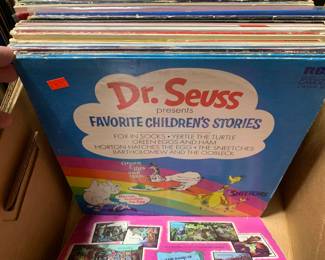 Dr. Seuss
presents
FAVORITE CHILDREN'S STORIES
FOX IN SOCKS • YERTLE THE TURTLE
GREEN EGGS AND HAM
HORTON HATCHES THE EGG • THE SNEETCHES
BARTHOLOMEW AND THE OOBLECK